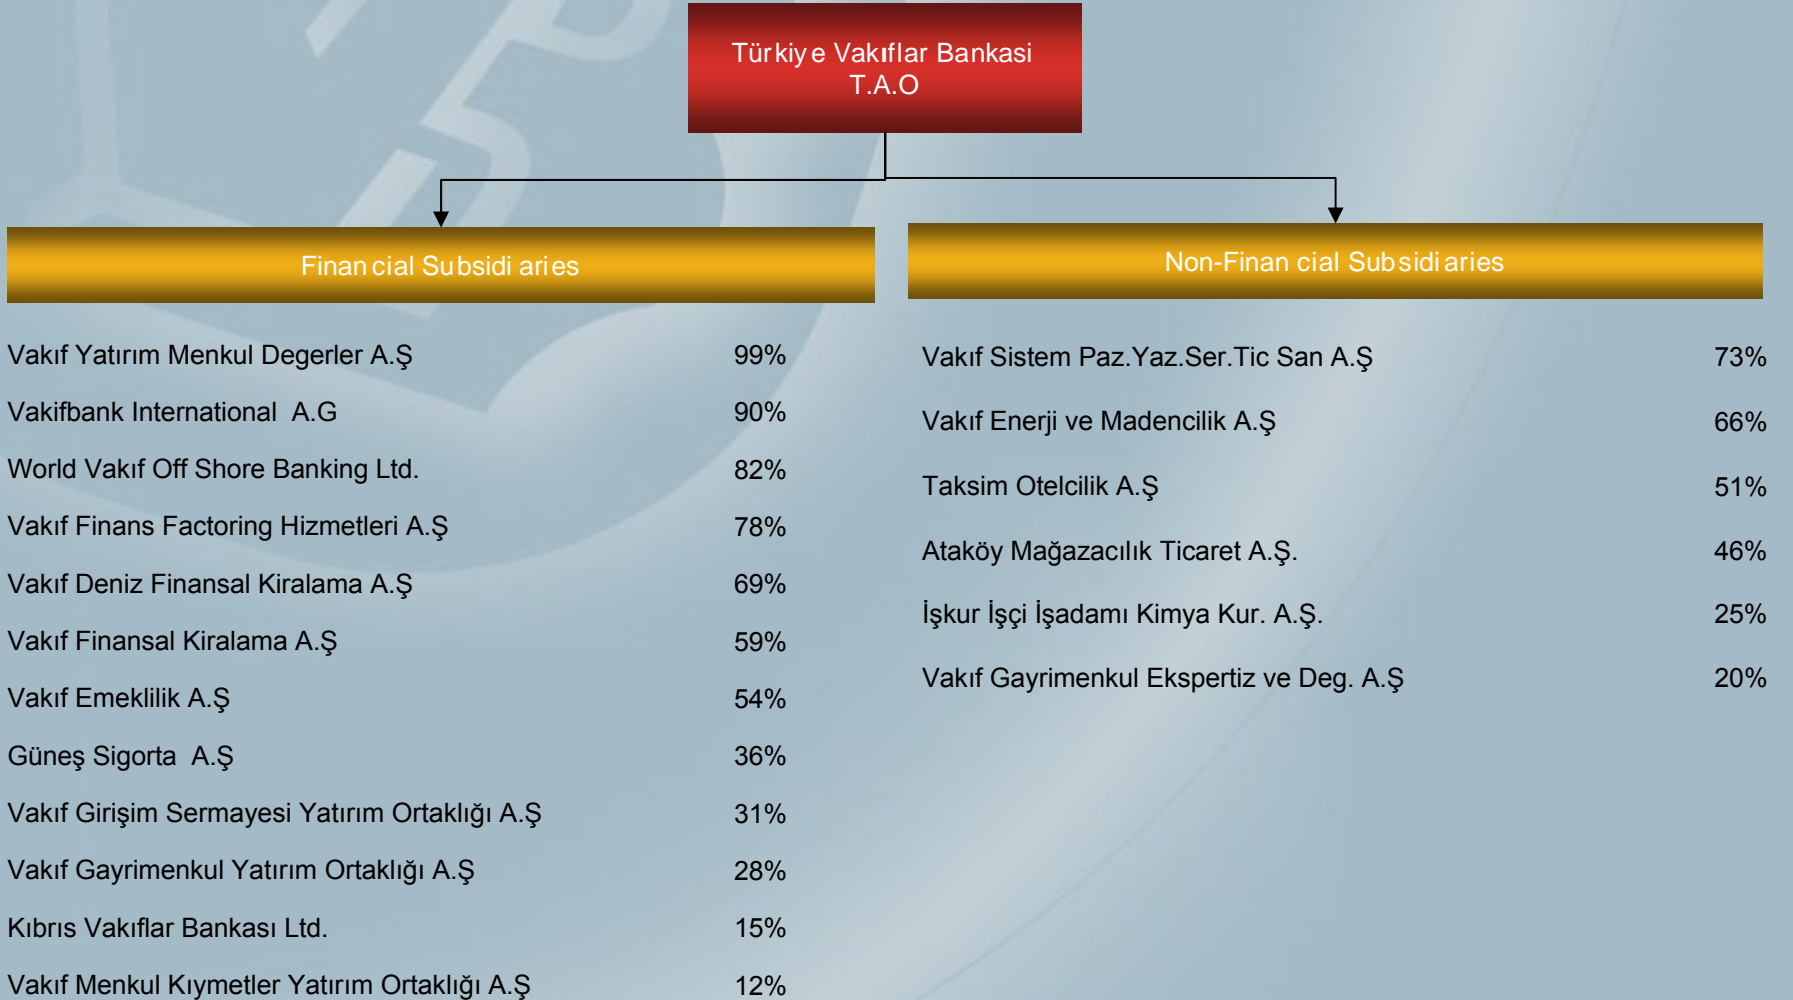 Türkiye Vakıflar Bankasi
T.A.O
Financial Subsidiaries
Vakıf Yatırım Menkul Degerler A.Ş 99%
Vakifbank International A.G 90%
World Vakıf Off Shore Banking Ltd. 82%
Vakıf Finans Factoring Hizmetleri A.Ş 78%
Vakıf Deniz Finansal Kiralama A.Ş 69%
Vakıf Finansal Kiralama A.Ş 59%
Vakıf Emeklilik A.Ş 54%
Güneş Sigorta A.Ş 36%
Vakıf Girişim Sermayesi Yatırım Ortaklığı A.Ş 31%
Vakıf Gayrimenkul Yatırım Ortaklığı A.Ş 28%
Kıbrıs Vakıflar Bankası Ltd. 15%
Vakıf Menkul Kıymetler Yatırım Ortaklığı A.Ş 12%
Non-Financial Subsidiaries
Vakıf Sistem Paz.Yaz.Ser.Tic San A.Ş 73%
Vakıf Enerji ve Madencilik A.Ş 66%
Taksim Otelcilik A.Ş 51%
Ataköy Mağazacılık Ticaret A.Ş. 46%
İşkur İşçi İşadamı Kimya Kur. A.Ş. 25%
Vakıf Gayrimenkul Ekspertiz ve Deg. A.Ş 20%